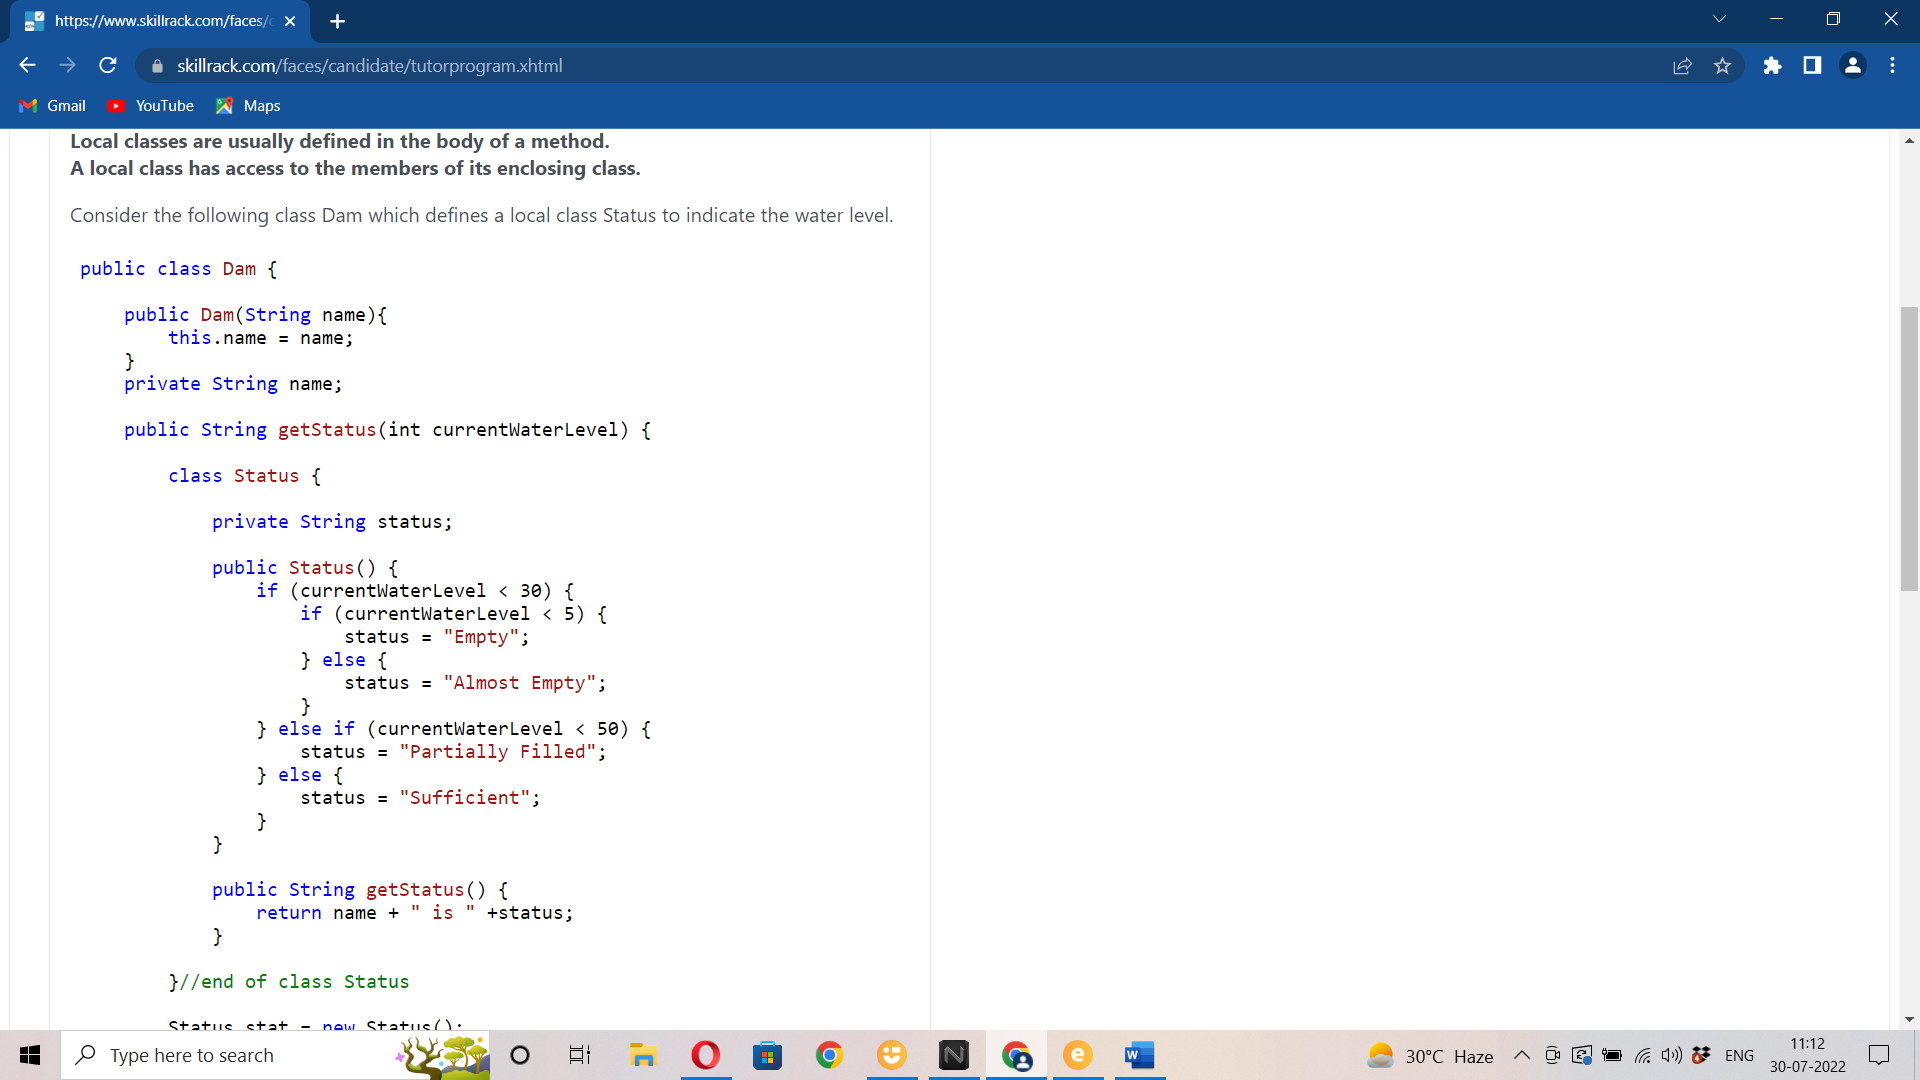 https://www.skillrack.com/faces/c
skillrack.com/faces/candidate/tutorprogram.xhtml
Gmail YouTube Maps
Local classes are usually defined in the body of a method.
A local class has access to the members of its enclosing class.
Consider the following class Dam which defines a local class Status to indicate the water level.
public class Dam {
    public Dam(String name){
        this.name = name;
    }
    private String name;
    public String getStatus(int currentWaterLevel) {
        class Status {
            private String status;
            public Status() {
                if (currentWaterLevel < 30) {
                    if (currentWaterLevel < 5) {
                        status = "Empty";
                    } else {
                        status = "Almost Empty";
                    }
                } else if (currentWaterLevel < 50) {
                    status = "Partially Filled";
                } else {
                    status = "Sufficient";
                }
            }
            public String getStatus() {
                return name + " is " +status;
            }
        }//end of class Status
        Status stat = new Status();
Type here to search
30°C Haze
ENG
11:12
30-07-2022